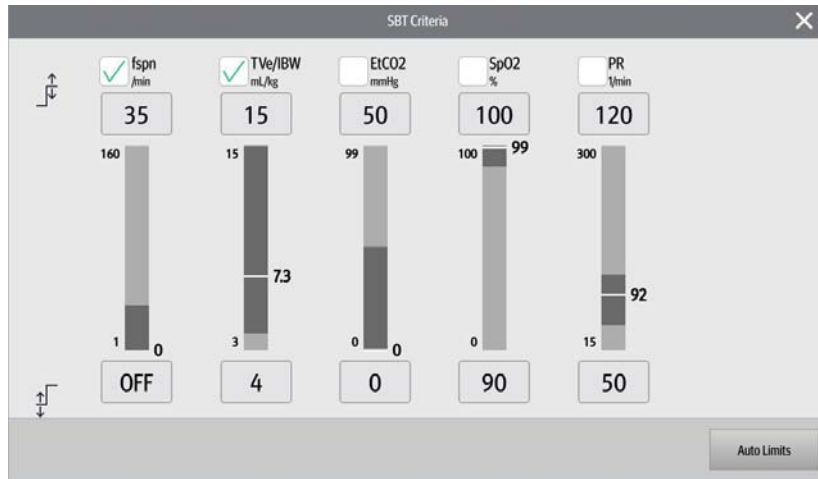 SBT Criteria
fspn TVe/IBW EtCO2 SpO2 PR
/min mL/kg mmHg % 1/min
35 15 50 100 120
160 15 99 100 99 300
7.3 92
1 0 3 0 0 0 15
OFF 4 0 90 50
Auto Limits